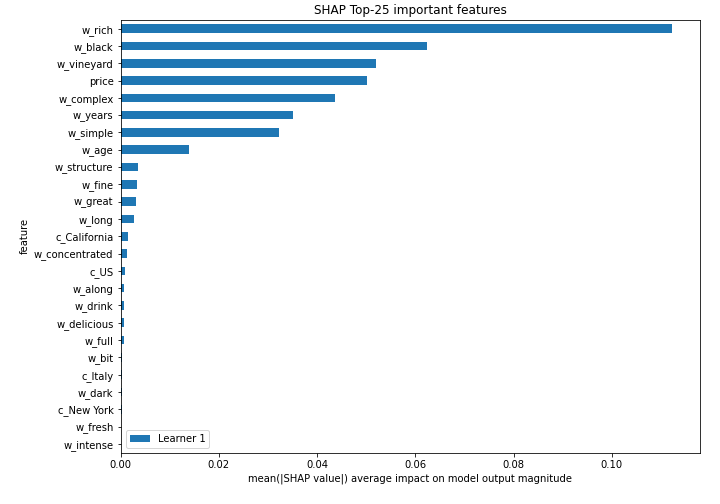 SHAP Top-25 important features
w_rich
w_black
w_vineyard
price
w_complex
w_years
w_simple
w_age
w_structure
w_fine
w_great
w_long
c_California
w_concentrated
c_US
w_along
w_drink
w_delicious
w_full
w_bit
c_Italy
w_dark
c_New York
w_fresh
w_intense
feature
Learner 1
0.00 0.02 0.04 0.06 0.08 0.10
mean(|SHAP value|) average impact on model output magnitude